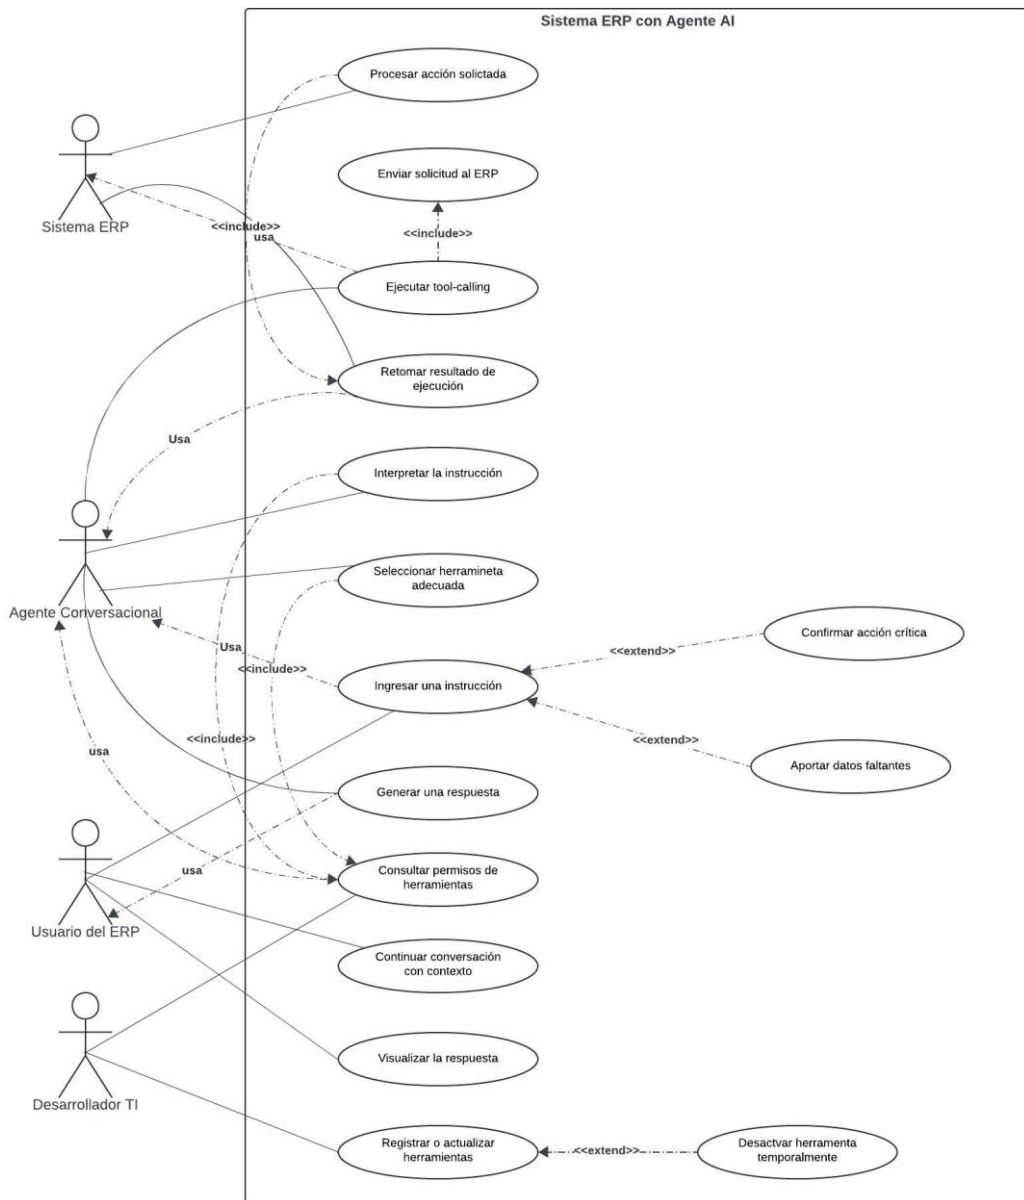 Sistema ERP con Agente AI
Procesar acción solictada
Enviar solicitud al ERP
Sistema ERP
<<include>>
usa
<<include>>
Ejecutar tool-calling
Retomar resultado de
ejecución
Usa
Interpretar la instrucción
Seleccionar herramineta
adecuada
Agente Conversacional
Usa
<<include>>
<<extend>>
Confirmar acción crítica
Ingresar una instrucción
<<include>>
<<extend>>
usa
Aportar datos faltantes
Generar una respuesta
usa
Consultar permisos de
herramientas
Usuario del ERP
Continuar conversación
con contexto
Visualizar la respuesta
Desarrollador TI
Registrar o actualizar
herramientas
<<extend>>
Desactvar herramenta
temporalmente